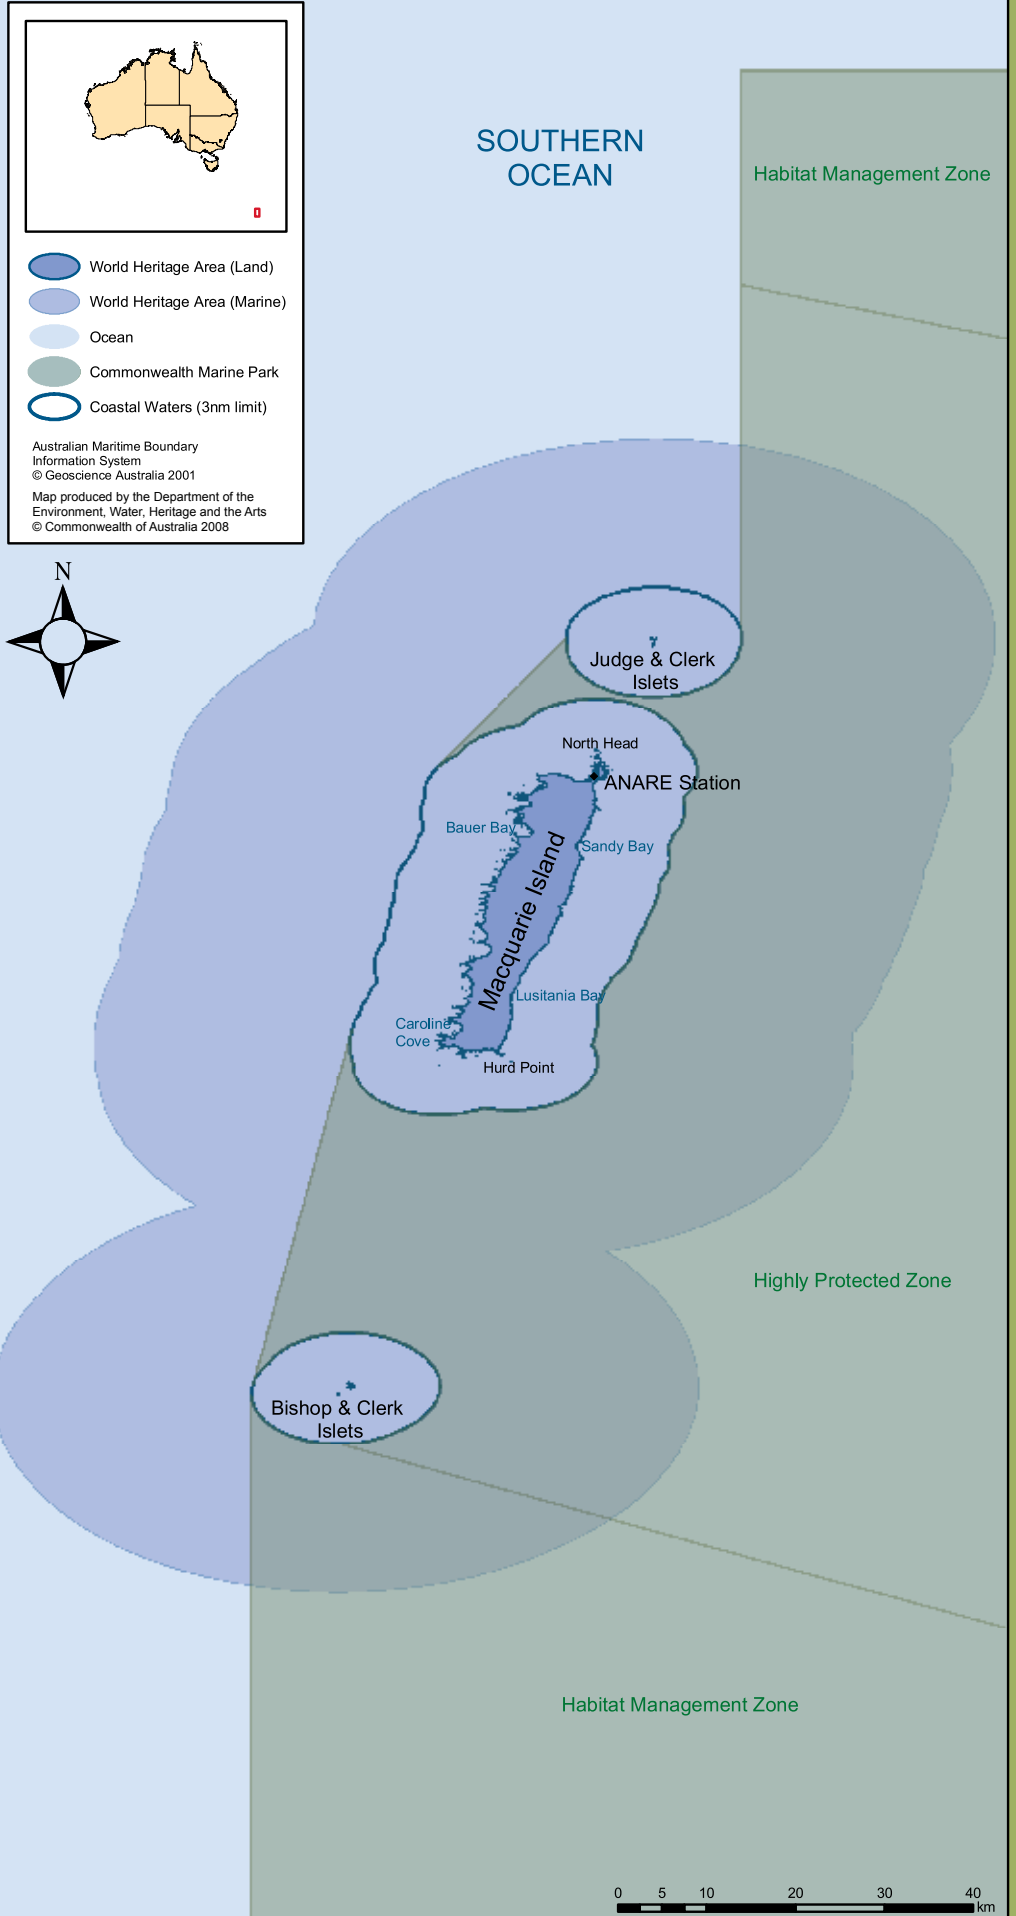 World Heritage Area (Land)
World Heritage Area (Marine)
Ocean
Commonwealth Marine Park
Coastal Waters (3nm limit)
Australian Maritime Boundary
Information System
© Geoscience Australia 2001
Map produced by the Department of the
Environment, Water, Heritage and the Arts
© Commonwealth of Australia 2008
N
SOUTHERN
OCEAN
Habitat Management Zone
Judge & Clerk
Islets
North Head
ANARE Station
Bauer Bay
Sandy Bay
Macquarie Island
Lusitania Bay
Caroline
Cove
Hurd Point
Highly Protected Zone
Bishop & Clerk
Islets
Habitat Management Zone
0 5 10 20 30 40
km